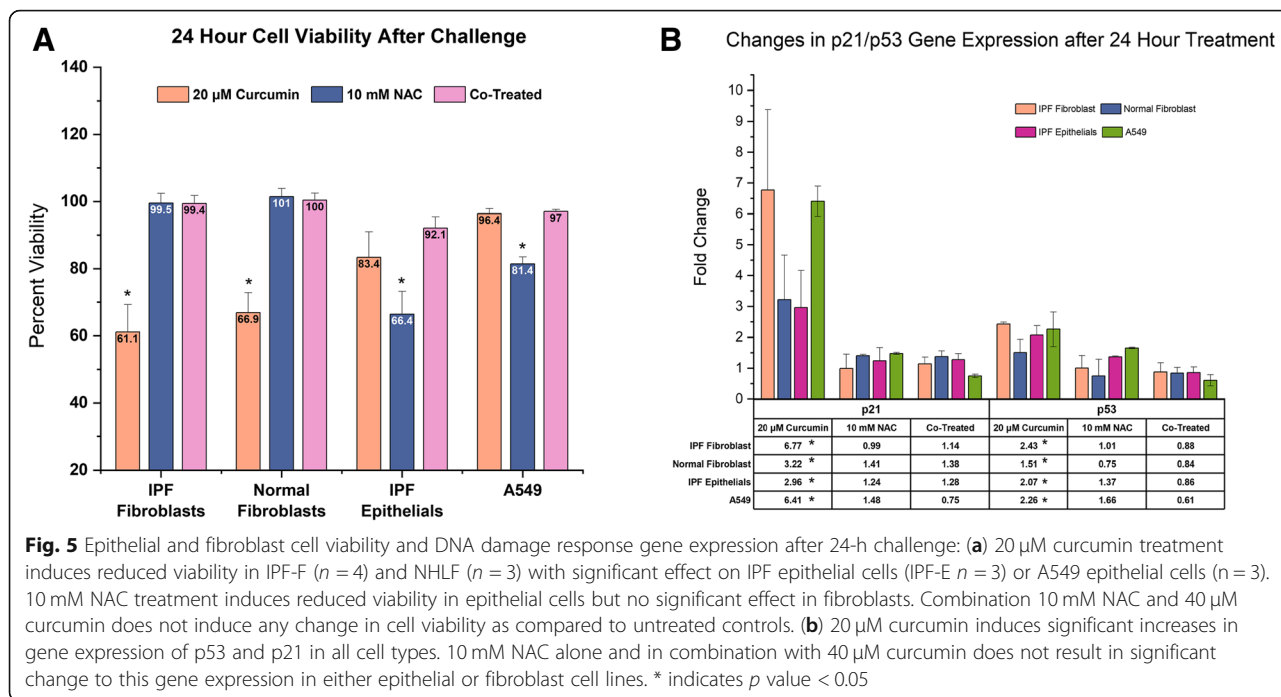 A
24 Hour Cell Viability After Challenge
20 µM Curcumin 10 mM NAC Co-Treated
Percent Viability
140
120
100
80
60
40
20
* 61.1 99.5 99.4
* 66.9 101 100
83.4 * 66.4 92.1
96.4 * 81.4 97
IPF Fibroblasts
Normal Fibroblasts
IPF Epithelials
A549
B
Changes in p21/p53 Gene Expression after 24 Hour Treatment
IPF Fibroblast Normal Fibroblast
IPF Epithelials A549
Fold Change
10
9
8
7
6
5
4
3
2
1
0
p21 p53
20 µM Curcumin 10 mM NAC Co-Treated 20 µM Curcumin 10 mM NAC Co-Treated
IPF Fibroblast 6.77 * 0.99 1.14 2.43 * 1.01 0.88
Normal Fibroblast 3.22 * 1.41 1.38 1.51 * 0.75 0.84
IPF Epithelials 2.96 * 1.24 1.28 2.07 * 1.37 0.86
A549 6.41 * 1.48 0.75 2.26 * 1.66 0.61
Fig. 5 Epithelial and fibroblast cell viability and DNA damage response gene expression after 24-h challenge: (a) 20 µM curcumin treatment
induces reduced viability in IPF-F (n = 4) and NHLF (n = 3) with significant effect on IPF epithelial cells (IPF-E n = 3) or A549 epithelial cells (n = 3).
10 mM NAC treatment induces reduced viability in epithelial cells but no significant effect in fibroblasts. Combination 10 mM NAC and 40 µM
curcumin does not induce any change in cell viability as compared to untreated controls. (b) 20 µM curcumin induces significant increases in
gene expression of p53 and p21 in all cell types. 10 mM NAC alone and in combination with 40 µM curcumin does not result in significant
change to this gene expression in either epithelial or fibroblast cell lines. * indicates p value < 0.05